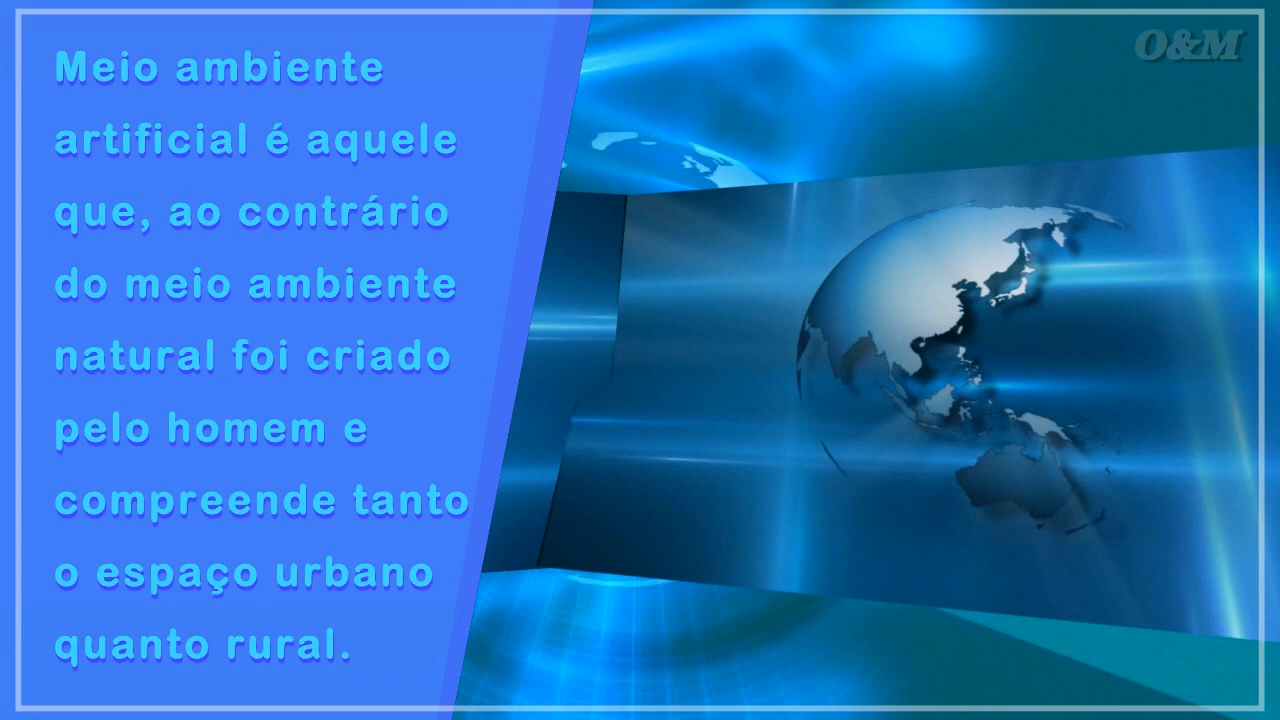 O&M
Meio ambiente
artificial é aquele
que, ao contrário
do meio ambiente
natural foi criado
pelo homem e
compreende tanto
o espaço urbano
quanto rural.